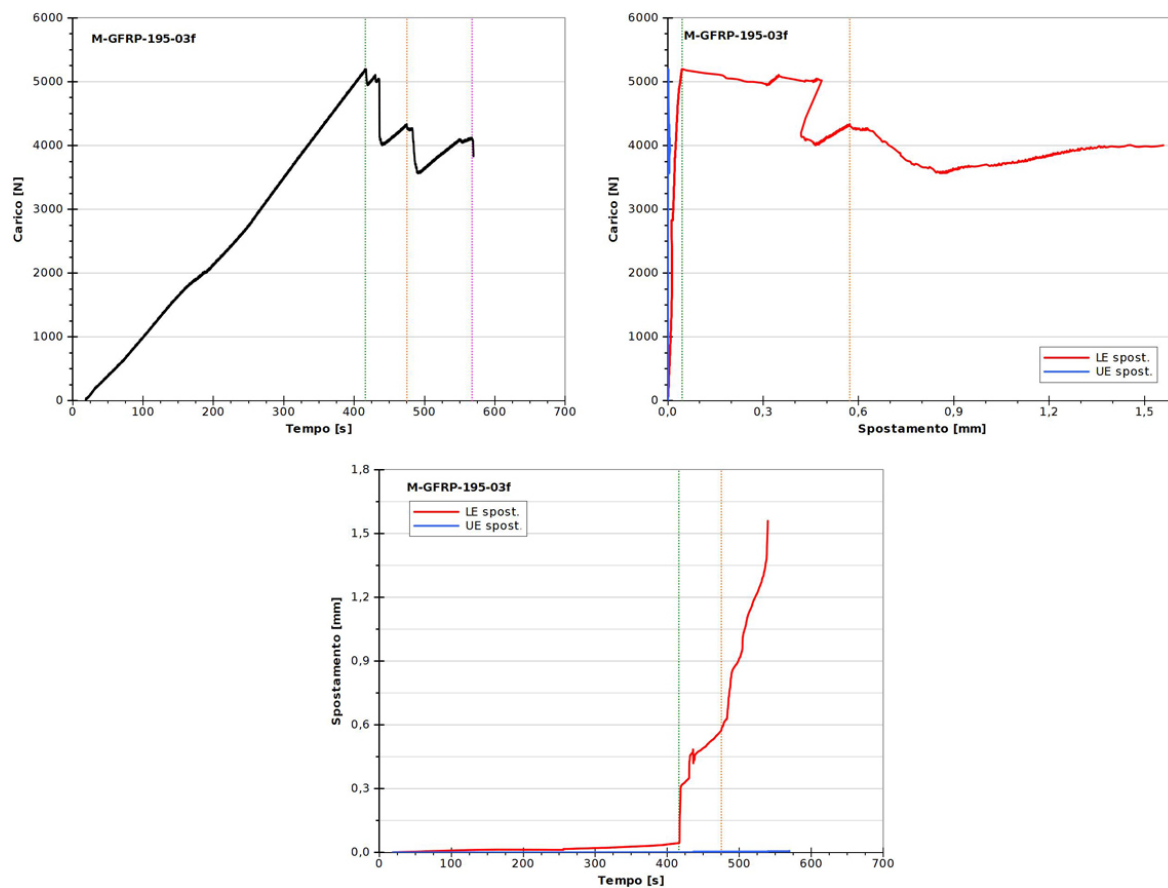 6000
M-GFRP-195-03f
5000
4000
Carico [N]
3000
2000
1000
0
0 100 200 300 400 500 600 700
Tempo [s]
6000
M-GFRP-195-03f
5000
4000
Carico [N]
3000
2000
1000
LE spost.
UE spost.
0
0,0 0,3 0,6 0,9 1,2 1,5
Spostamento [mm]
1,8
M-GFRP-195-03f
LE spost.
UE spost.
1,5
1,2
Spostamento [mm]
0,9
0,6
0,3
0,0
0 100 200 300 400 500 600 700
Tempo [s]